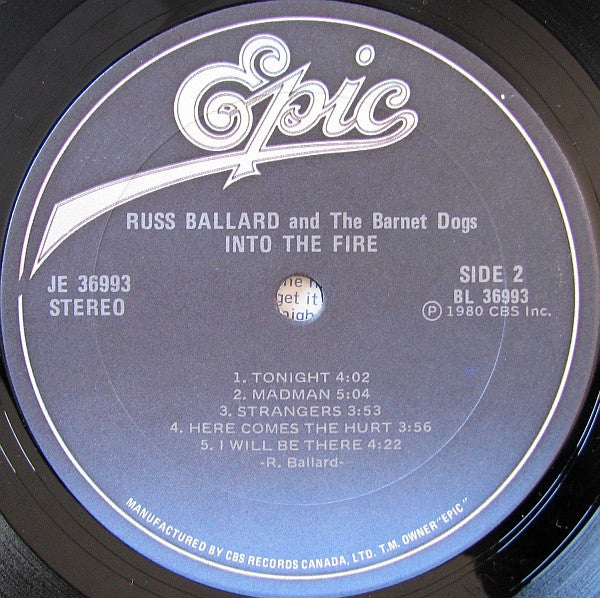 Epic
RUSS BALLARD and The Barnet Dogs
INTO THE FIRE
JE 36993
STEREO
SIDE 2
BL 36993
℗ 1980 CBS Inc.
get it
1. TONIGHT 4:02
2. MADMAN 5:04
3. STRANGERS 3:53
4. HERE COMES THE HURT 3:56
5. I WILL BE THERE 4:22
-R. Ballard-
MANUFACTURED BY CBS RECORDS CANADA, LTD. T.M. OWNER "EPIC"